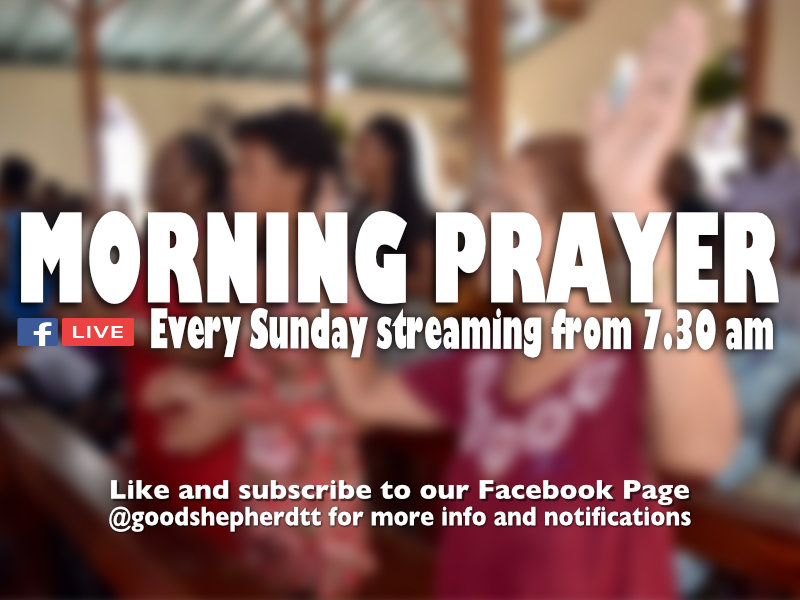 MORNING PRAYER
f LIVE Every Sunday streaming from 7.30 am
Like and subscribe to our Facebook Page
@goodshepherdtt for more info and notifications